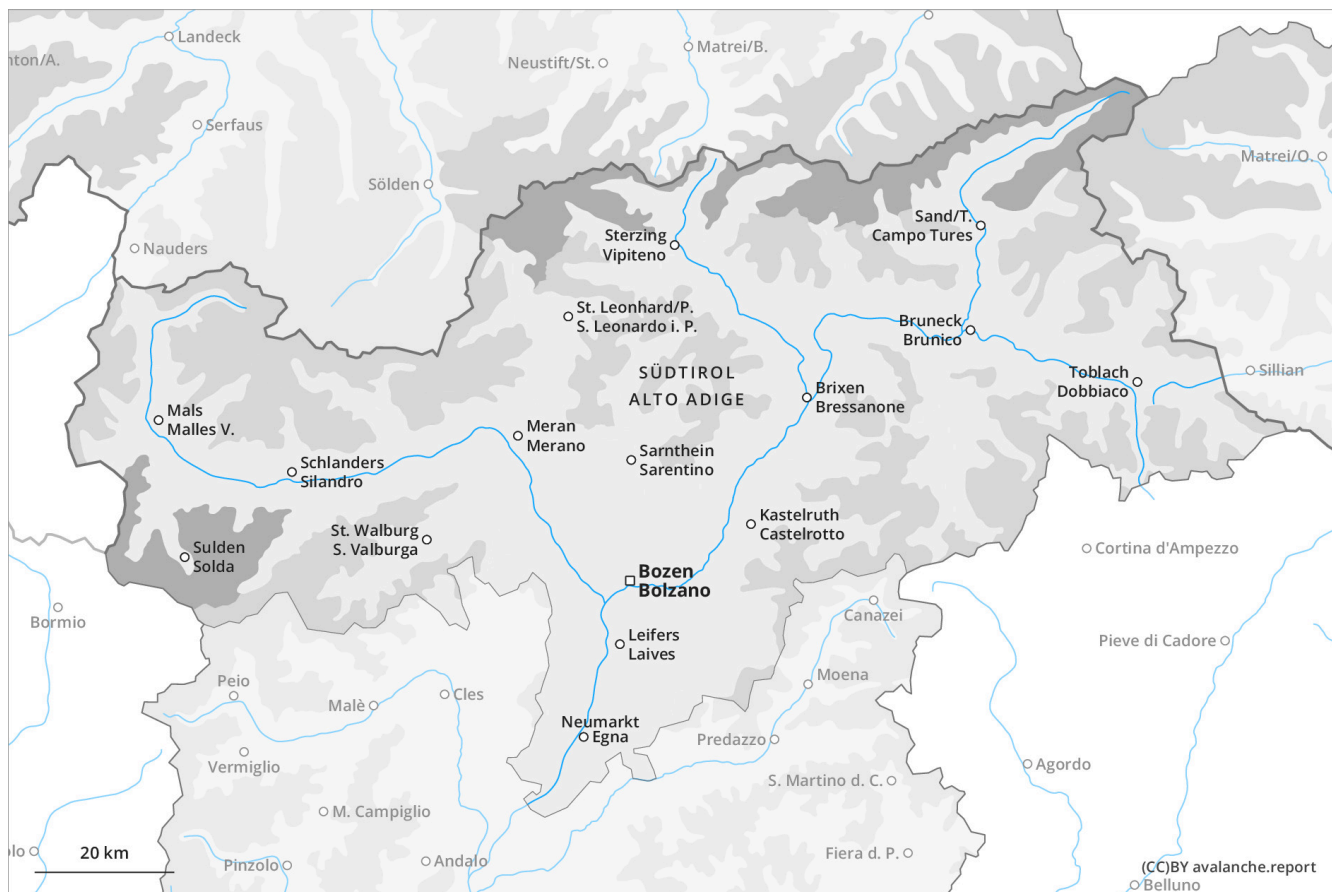 Landeck
nton/A.
Matrei/B.
Neustift/St.
Serfaus
Matrei/O.
Sölden
Sand/T.
Campo Tures
Sterzing
Vipiteno
Nauders
St. Leonhard/P.
S. Leonardo i. P.
Bruneck
Brunico
SÜDTIROL
ALTO ADIGE
Toblach
Dobbiaco
Sillian
Brixen
Bressanone
Mals
Malles V.
Meran
Merano
Sarnthein
Sarentino
Schlanders
Silandro
Kastelruth
Castelrotto
St. Walburg
S. Valburga
Sulden
Solda
Cortina d'Ampezzo
Bozen
Bolzano
Bormio
Canazei
Leifers
Laives
Pieve di Cadore
Peio
Malè
Cles
Moena
Neumarkt
Egna
Predazzo
Vermiglio
Agordo
S. Martino d. C.
M. Campiglio
olo
20 km
Pinzolo
Andalo
Fiera d. P.
(CC)BY avalanche.report
Belluno